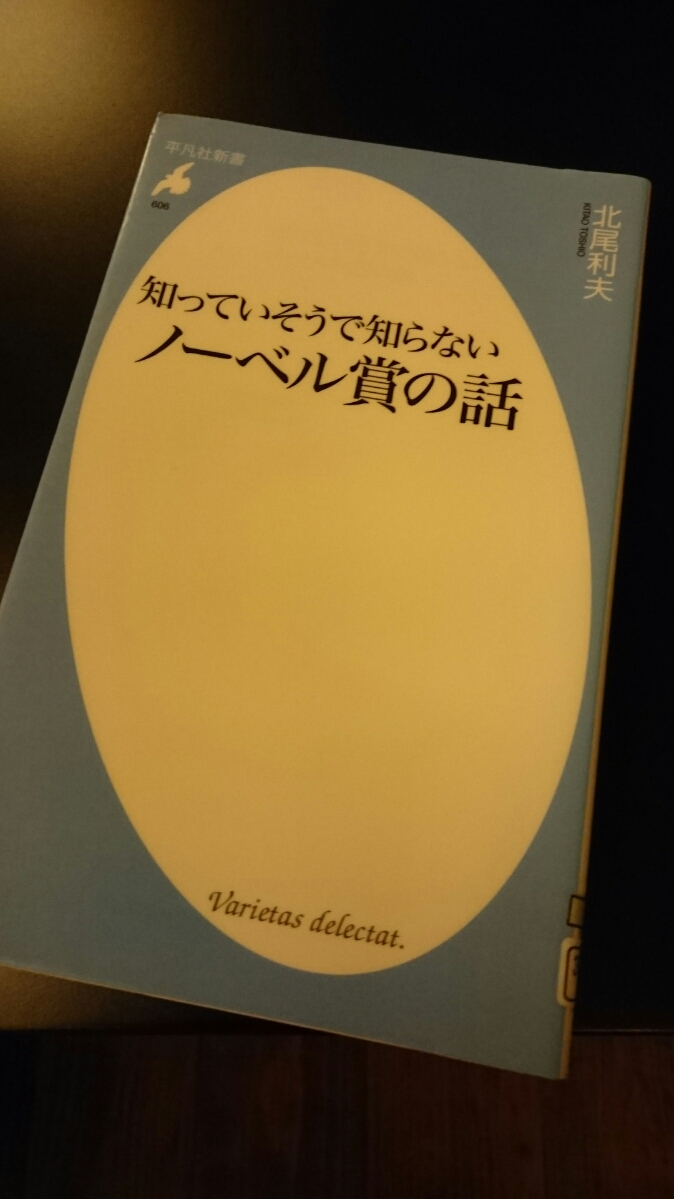 平凡社新書
606
北尾利夫
KITAO TOSHIO
知っていそうで知らない
ノーベル賞の話
Varietas delectat.